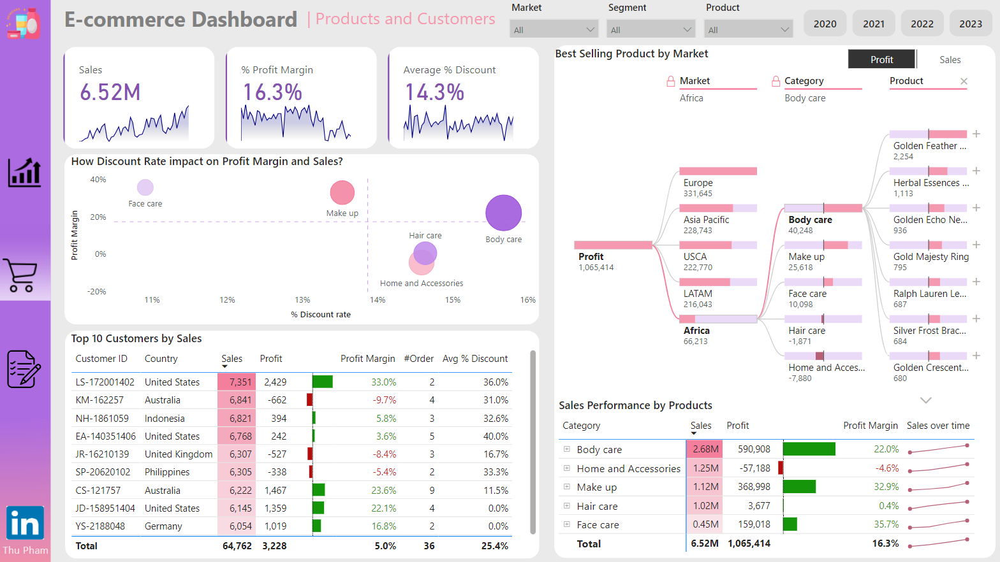 E-commerce Dashboard | Products and Customers
Market
Segment
Product
All
All
All
2020
2021
2022
2023
Sales
6.52M
% Profit Margin
16.3%
Average % Discount
14.3%
How Discount Rate impact on Profit Margin and Sales?
Profit Margin
40%
20%
0%
-20%
Face care
Make up
Hair care
Body care
Home and Accessories
11%
12%
13%
14%
15%
16%
% Discount rate
Top 10 Customers by Sales
Customer ID Country Sales Profit Profit Margin #Order Avg % Discount
LS-172001402 United States 7,351 2,429 33.0% 2 36.0%
KM-162257 Australia 6,841 -662 -9.7% 4 31.0%
NH-1861059 Indonesia 6,821 394 5.8% 3 32.6%
EA-140351406 United States 6,768 242 3.6% 5 40.0%
JR-16210139 United Kingdom 6,307 -527 -8.4% 3 16.7%
SP-20620102 Philippines 6,305 -338 -5.4% 2 33.3%
CS-121757 Australia 6,222 1,467 23.6% 9 11.5%
JD-158951404 United States 6,145 1,359 22.1% 4 0.0%
YS-2188048 Germany 6,054 1,019 16.8% 2 0.0%
Total 64,762 3,228 5.0% 36 25.4%
Best Selling Product by Market
Profit
Sales
Market
Africa
Category
Body care
Product
Profit
1,065,414
Europe
331,645
Asia Pacific
228,743
USCA
222,770
LATAM
216,043
Africa
66,213
Body care
40,248
Make up
25,618
Face care
10,098
Hair care
-1,871
Home and Acces...
-7,880
Golden Feather ...
2,254
Herbal Essences ...
1,113
Golden Echo Ne...
936
Gold Majesty Ring
795
Ralph Lauren Le...
687
Silver Frost Brac...
684
Golden Crescent...
680
Sales Performance by Products
Category Sales Profit Profit Margin Sales over time
Body care 2.68M 590,908 22.0%
Home and Accessories 1.25M -57,188 -4.6%
Make up 1.12M 368,998 32.9%
Hair care 1.02M 3,677 0.4%
Face care 0.45M 159,018 35.7%
Total 6.52M 1,065,414 16.3%
in
Thu Pham